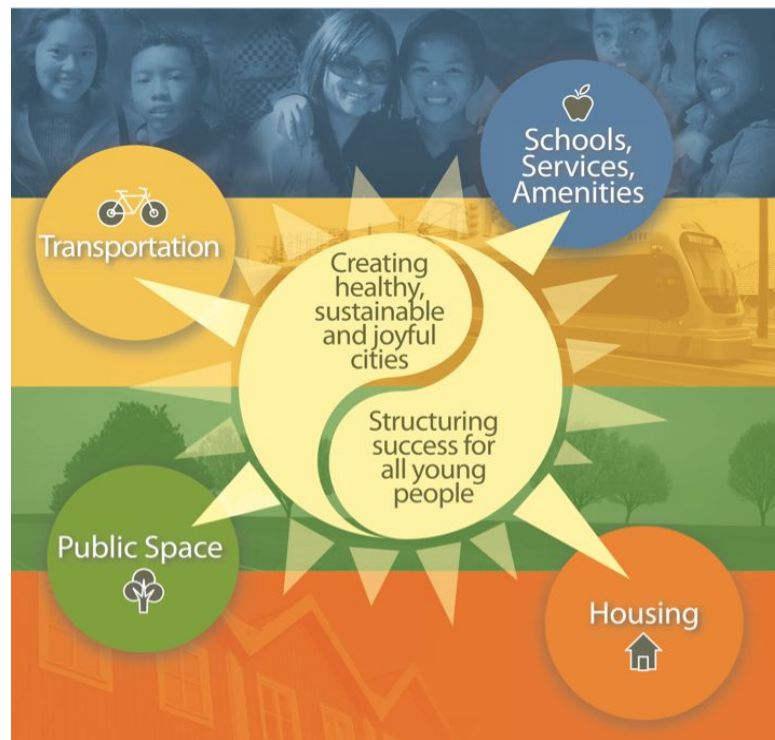 Schools,
Services,
Amenities
Transportation
Creating
healthy,
sustainable
and joyful
cities
Structuring
success for
all young
people
Public Space
Housing